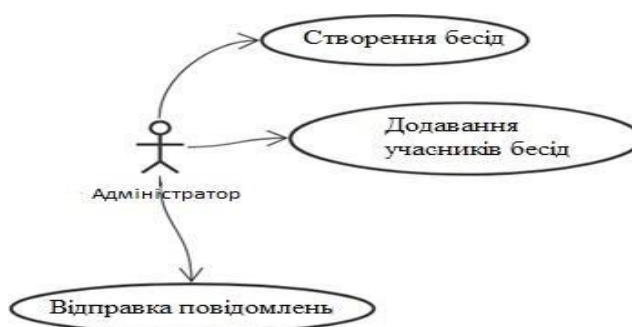 Створення бесід
Додавання
учасників бесід
Адміністратор
Відправка повідомлень